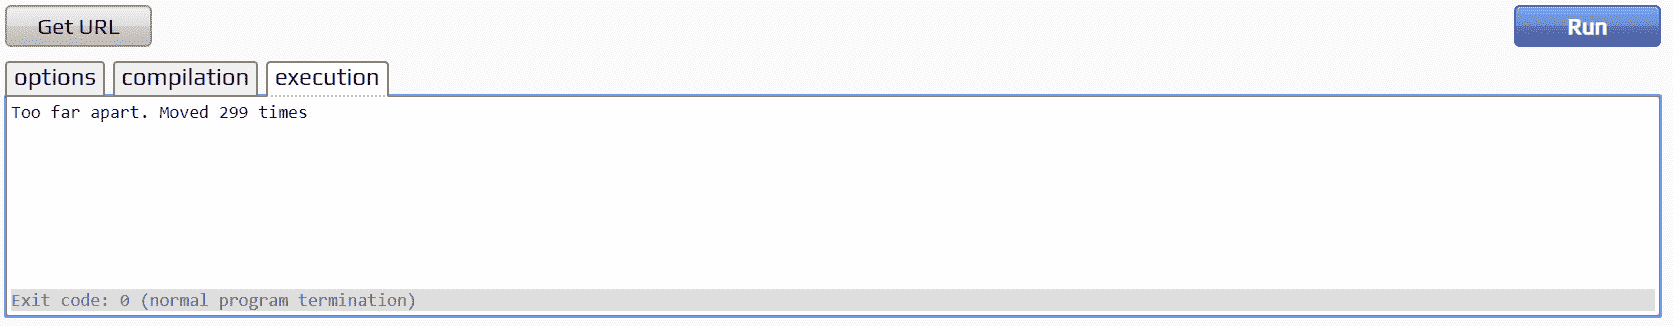 Get URL
Run
options compilation execution
Too far apart. Moved 299 times
Exit code: 0 (normal program termination)